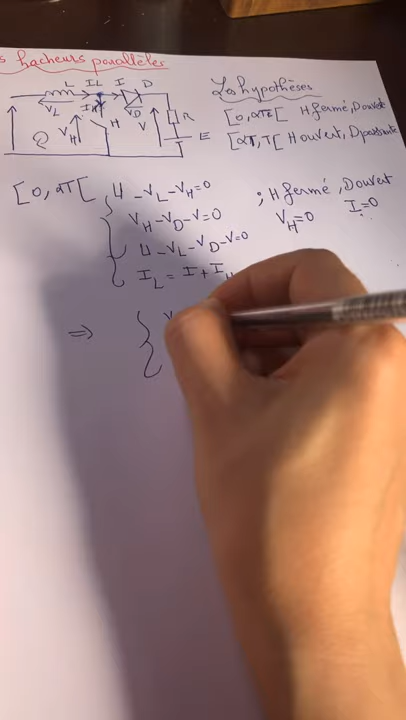 s hacheurs parallèles
L IL I D
IH VD R
VL
VH H V E
Les hypothèses
[0, αT[ H fermé, D ouvert
[αT, T[ H ouvert, D passante
[0, αT[ U - VL - VH = 0 ; H fermé, D ouvert
VH - VD - V = 0 VH = 0 I = 0
U - VL - VD - V = 0
IL = I + IH
⇒ { V